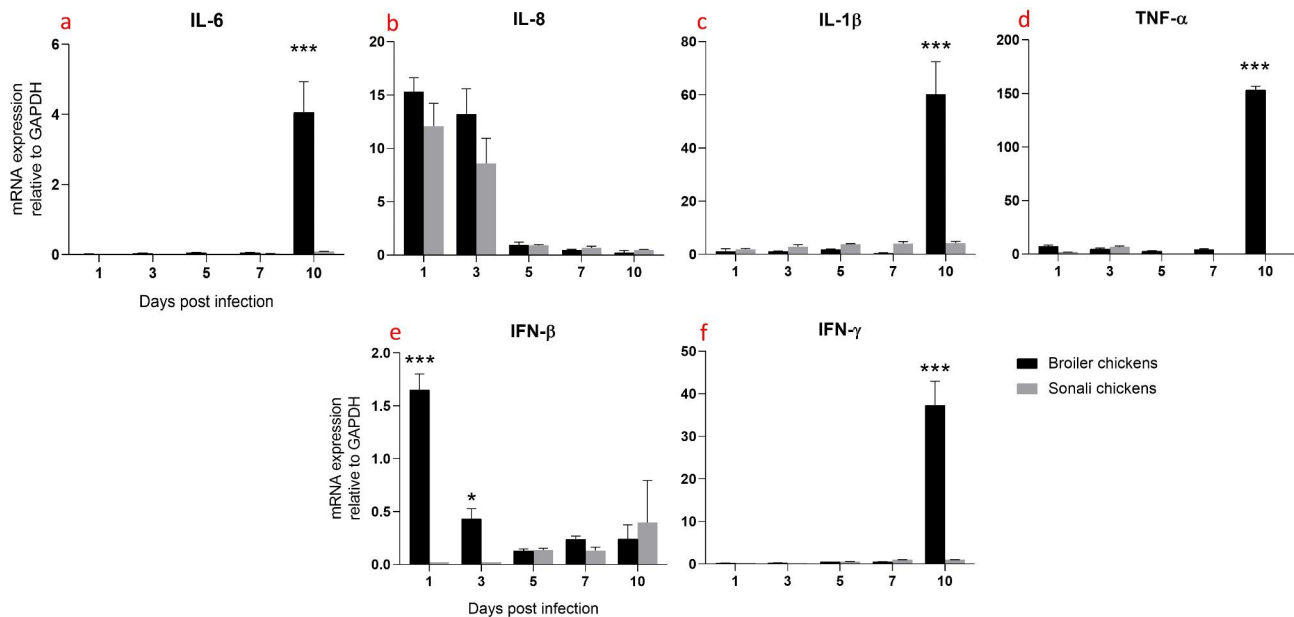 a IL-6
b IL-8
c IL-1β
d TNF-α
mRNA expression
relative to GAPDH
6
4
2
0
***
1 3 5 7 10
Days post infection
20
15
10
5
0
1 3 5 7 10
80
60
40
20
0
***
1 3 5 7 10
200
150
100
50
0
***
1 3 5 7 10
e IFN-β
f IFN-γ
mRNA expression
relative to GAPDH
2.0
1.5
1.0
0.5
0.0
***
*
1 3 5 7 10
Days post infection
50
40
30
20
10
0
***
1 3 5 7 10
Broiler chickens
Sonali chickens